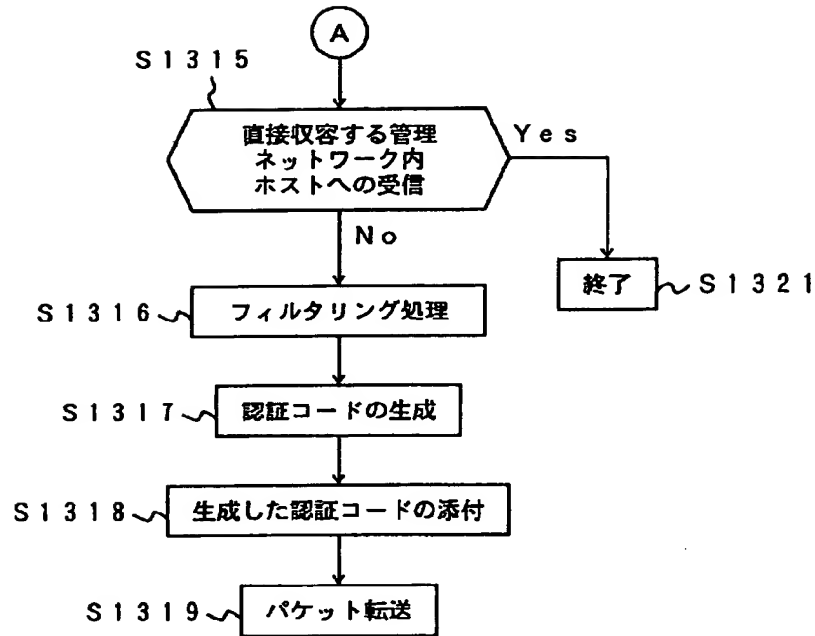 A
S1315
直接収容する管理
ネットワーク内
ホストへの受信
Yes
No
終了
S1321
S1316
フィルタリング処理
S1317
認証コードの生成
S1318
生成した認証コードの添付
S1319
パケット転送